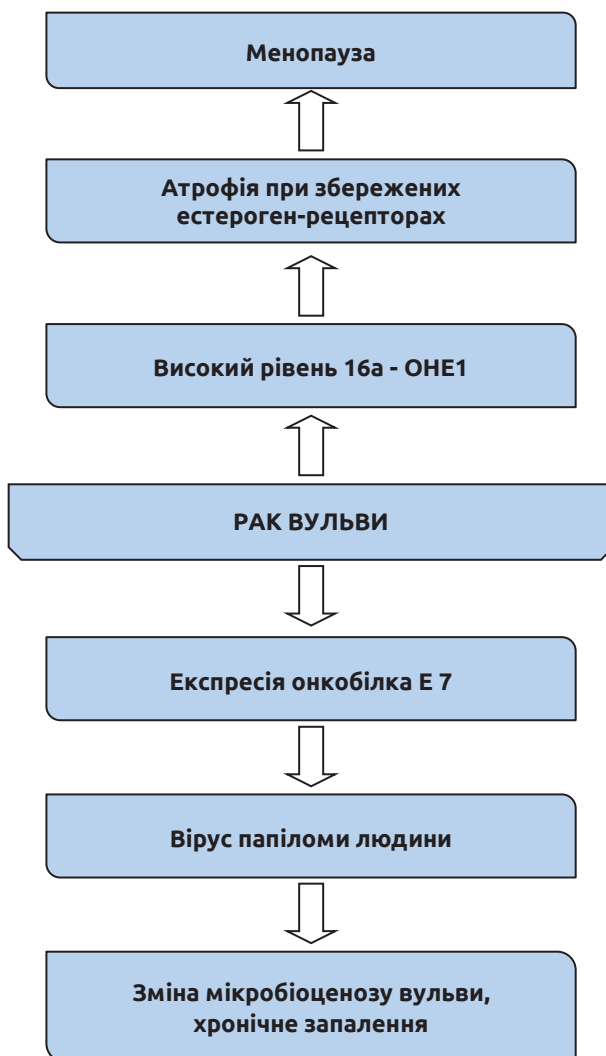 Менопауза
Атрофія при збережених
естероген-рецепторах
Високий рівень 16а - ОНЕ1
РАК ВУЛЬВИ
Експресія онкобілка Е 7
Вірус папіломи людини
Зміна мікробіоценозу вульви,
хронічне запалення